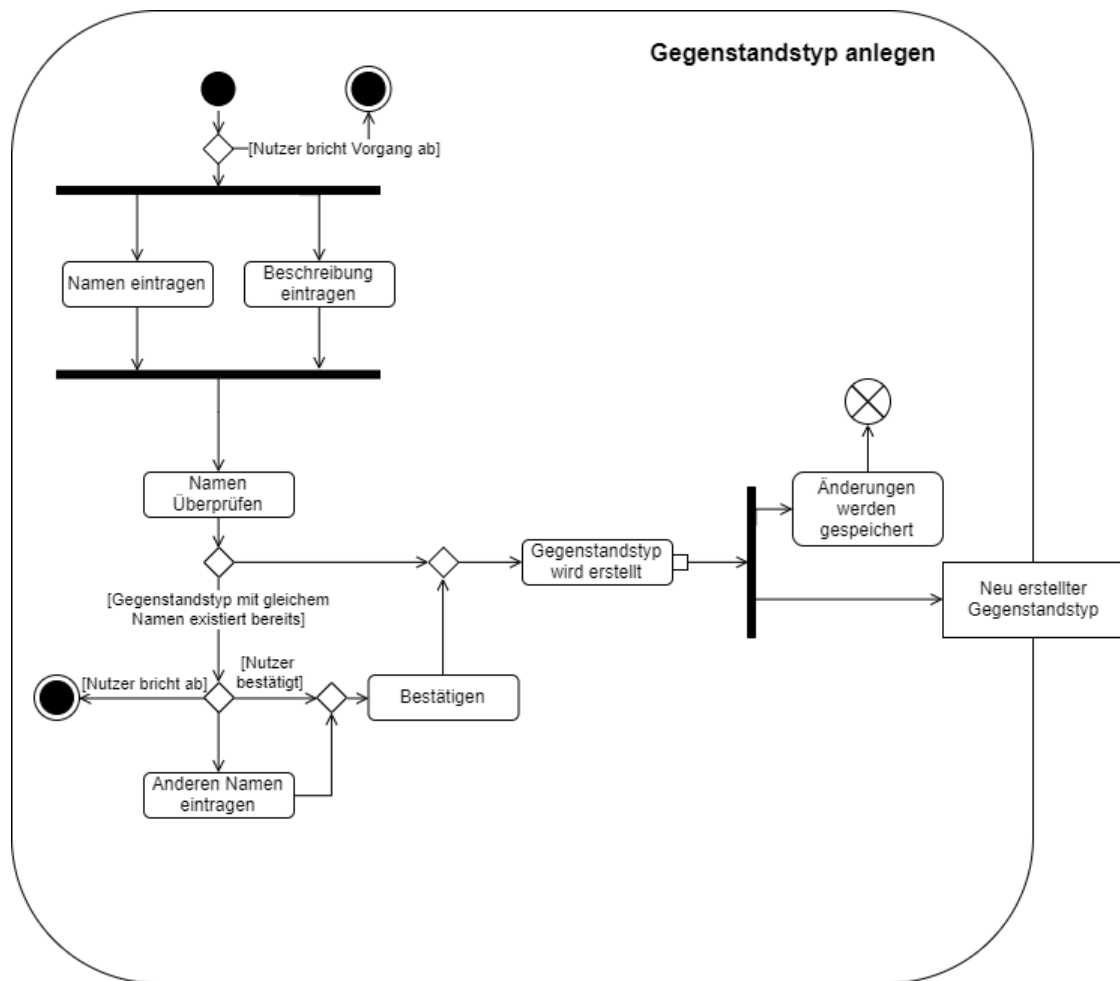 Gegenstandstyp anlegen
[Nutzer bricht Vorgang ab]
Namen eintragen
Beschreibung
eintragen
Namen
Überprüfen
Änderungen
werden
gespeichert
Gegenstandstyp
wird erstellt
Neu erstellter
Gegenstandstyp
[Gegenstandstyp mit gleichem
Namen existiert bereits]
[Nutzer bricht ab]
[Nutzer
bestätigt]
Bestätigen
Anderen Namen
eintragen